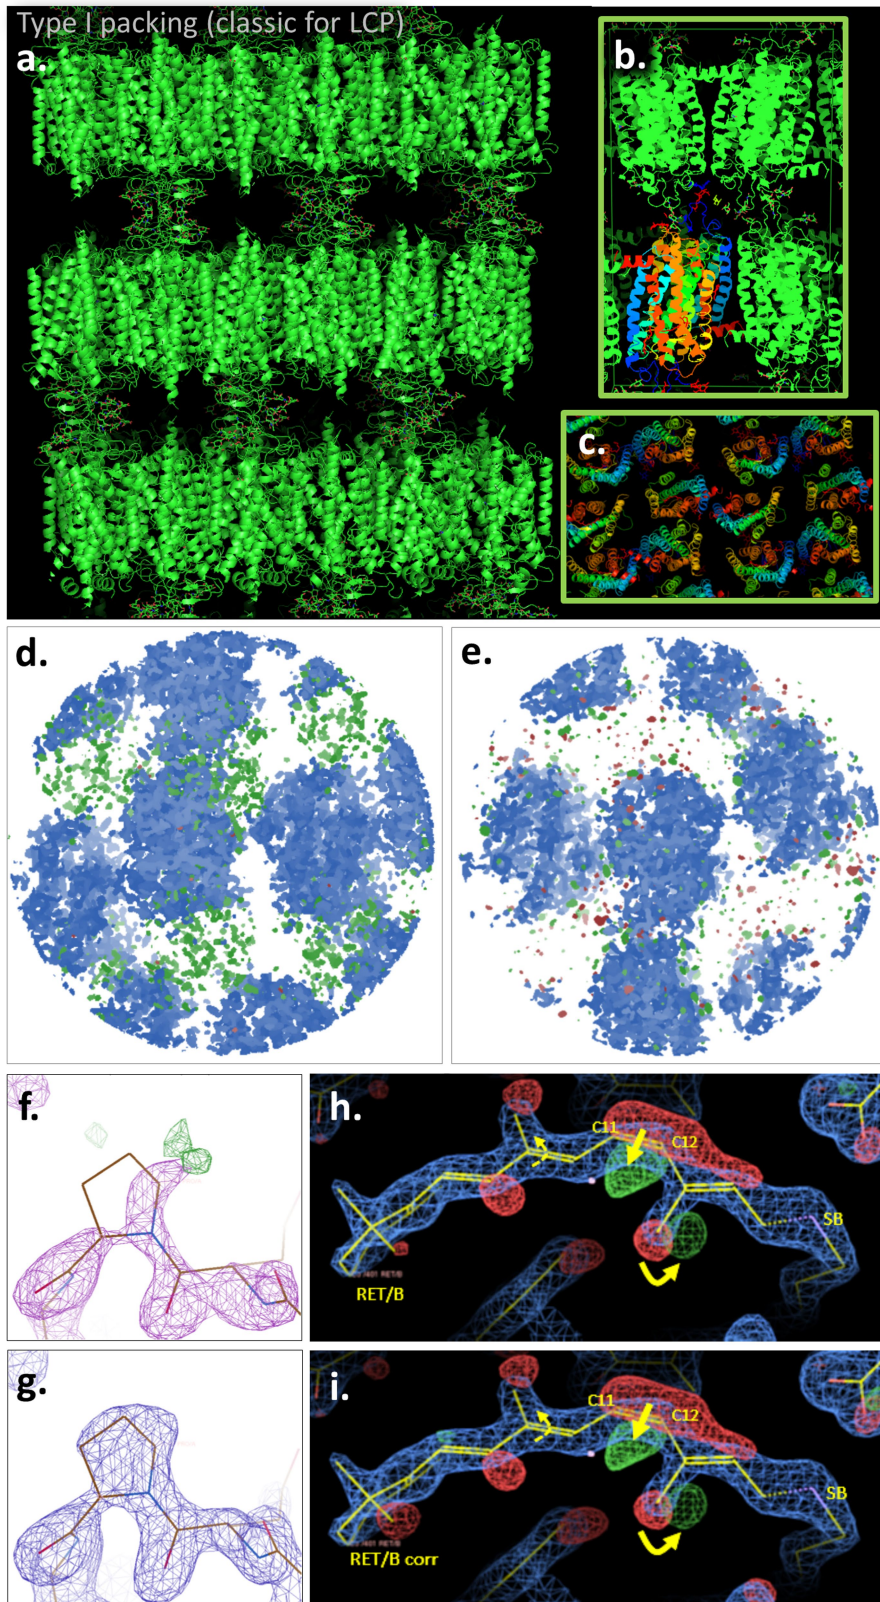 Type I packing (classic for LCP)
a.
b.
c.
d.
e.
f.
h.
C11
C12
SB
RET/B
g.
i.
C11
C12
SB
RET/B corr